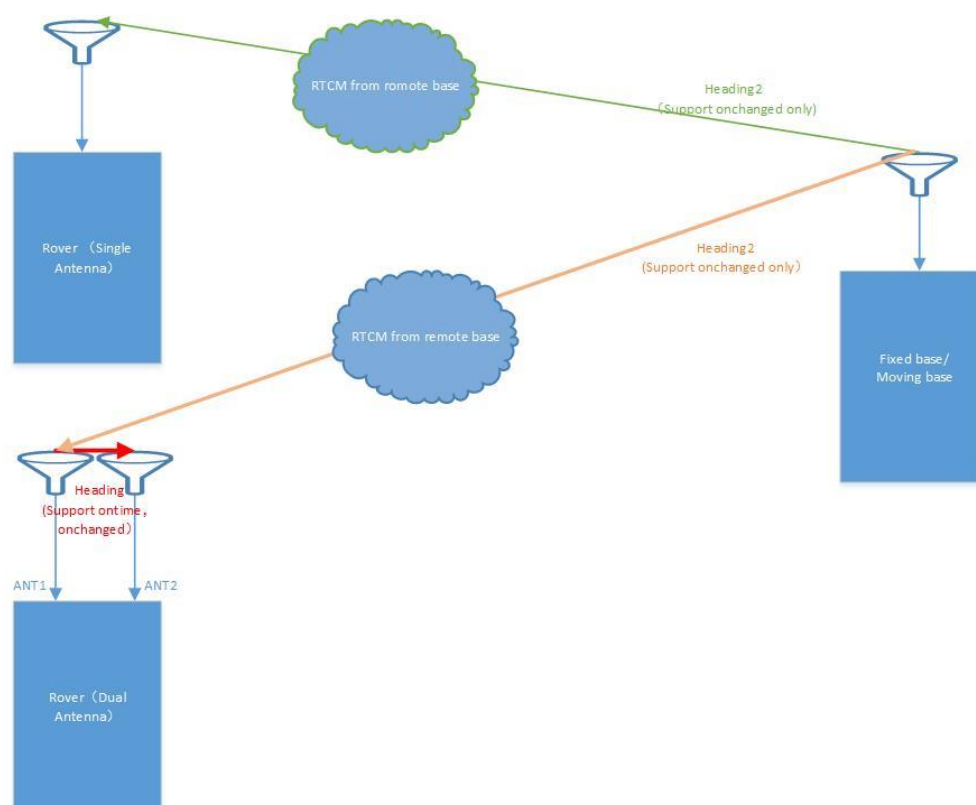 RTCM from romote base
Heading2
（Support onchanged only)
Rover （Single
Antenna）
Heading2
(Support onchanged only）
RTCM from remote base
Fixed base/
Moving base
Heading
(Support ontime，
onchanged）
ANT1
ANT2
Rover（Dual
Antenna）